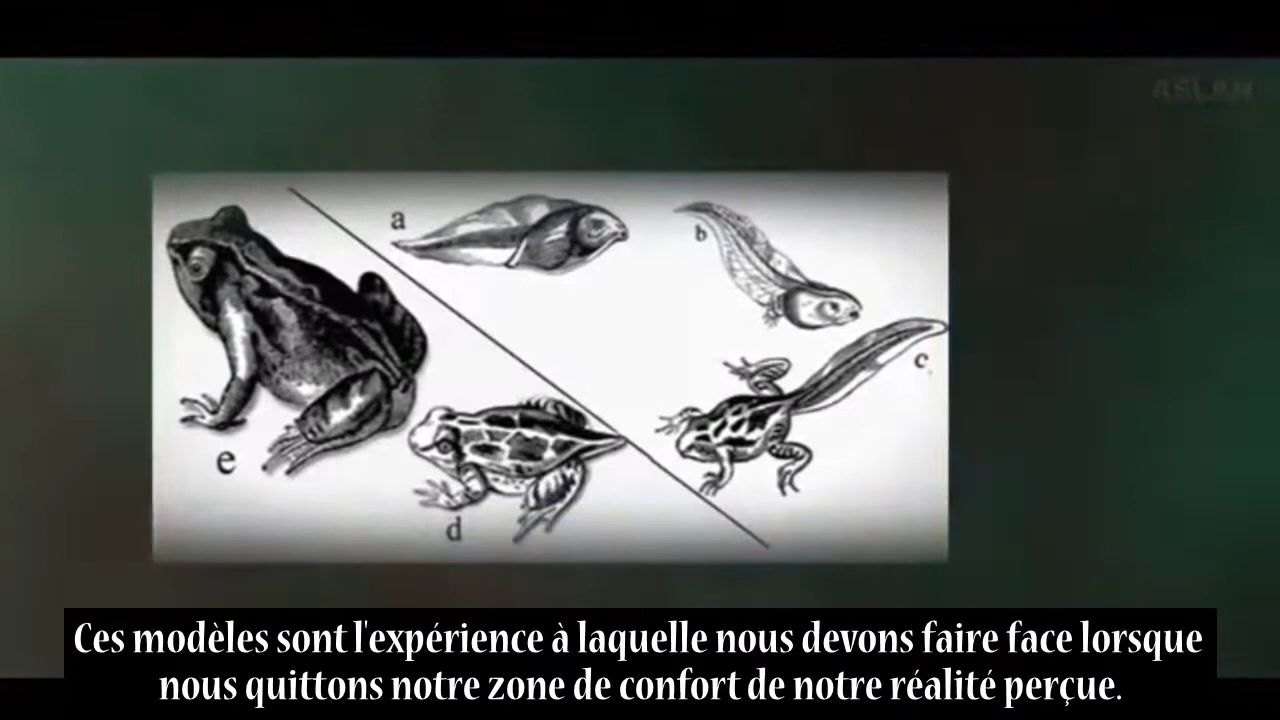 4SLAN
a
b
c.
e
d
Ces modèles sont l'expérience à laquelle nous devons faire face lorsque
nous quittons notre zone de confort de notre réalité perçue.